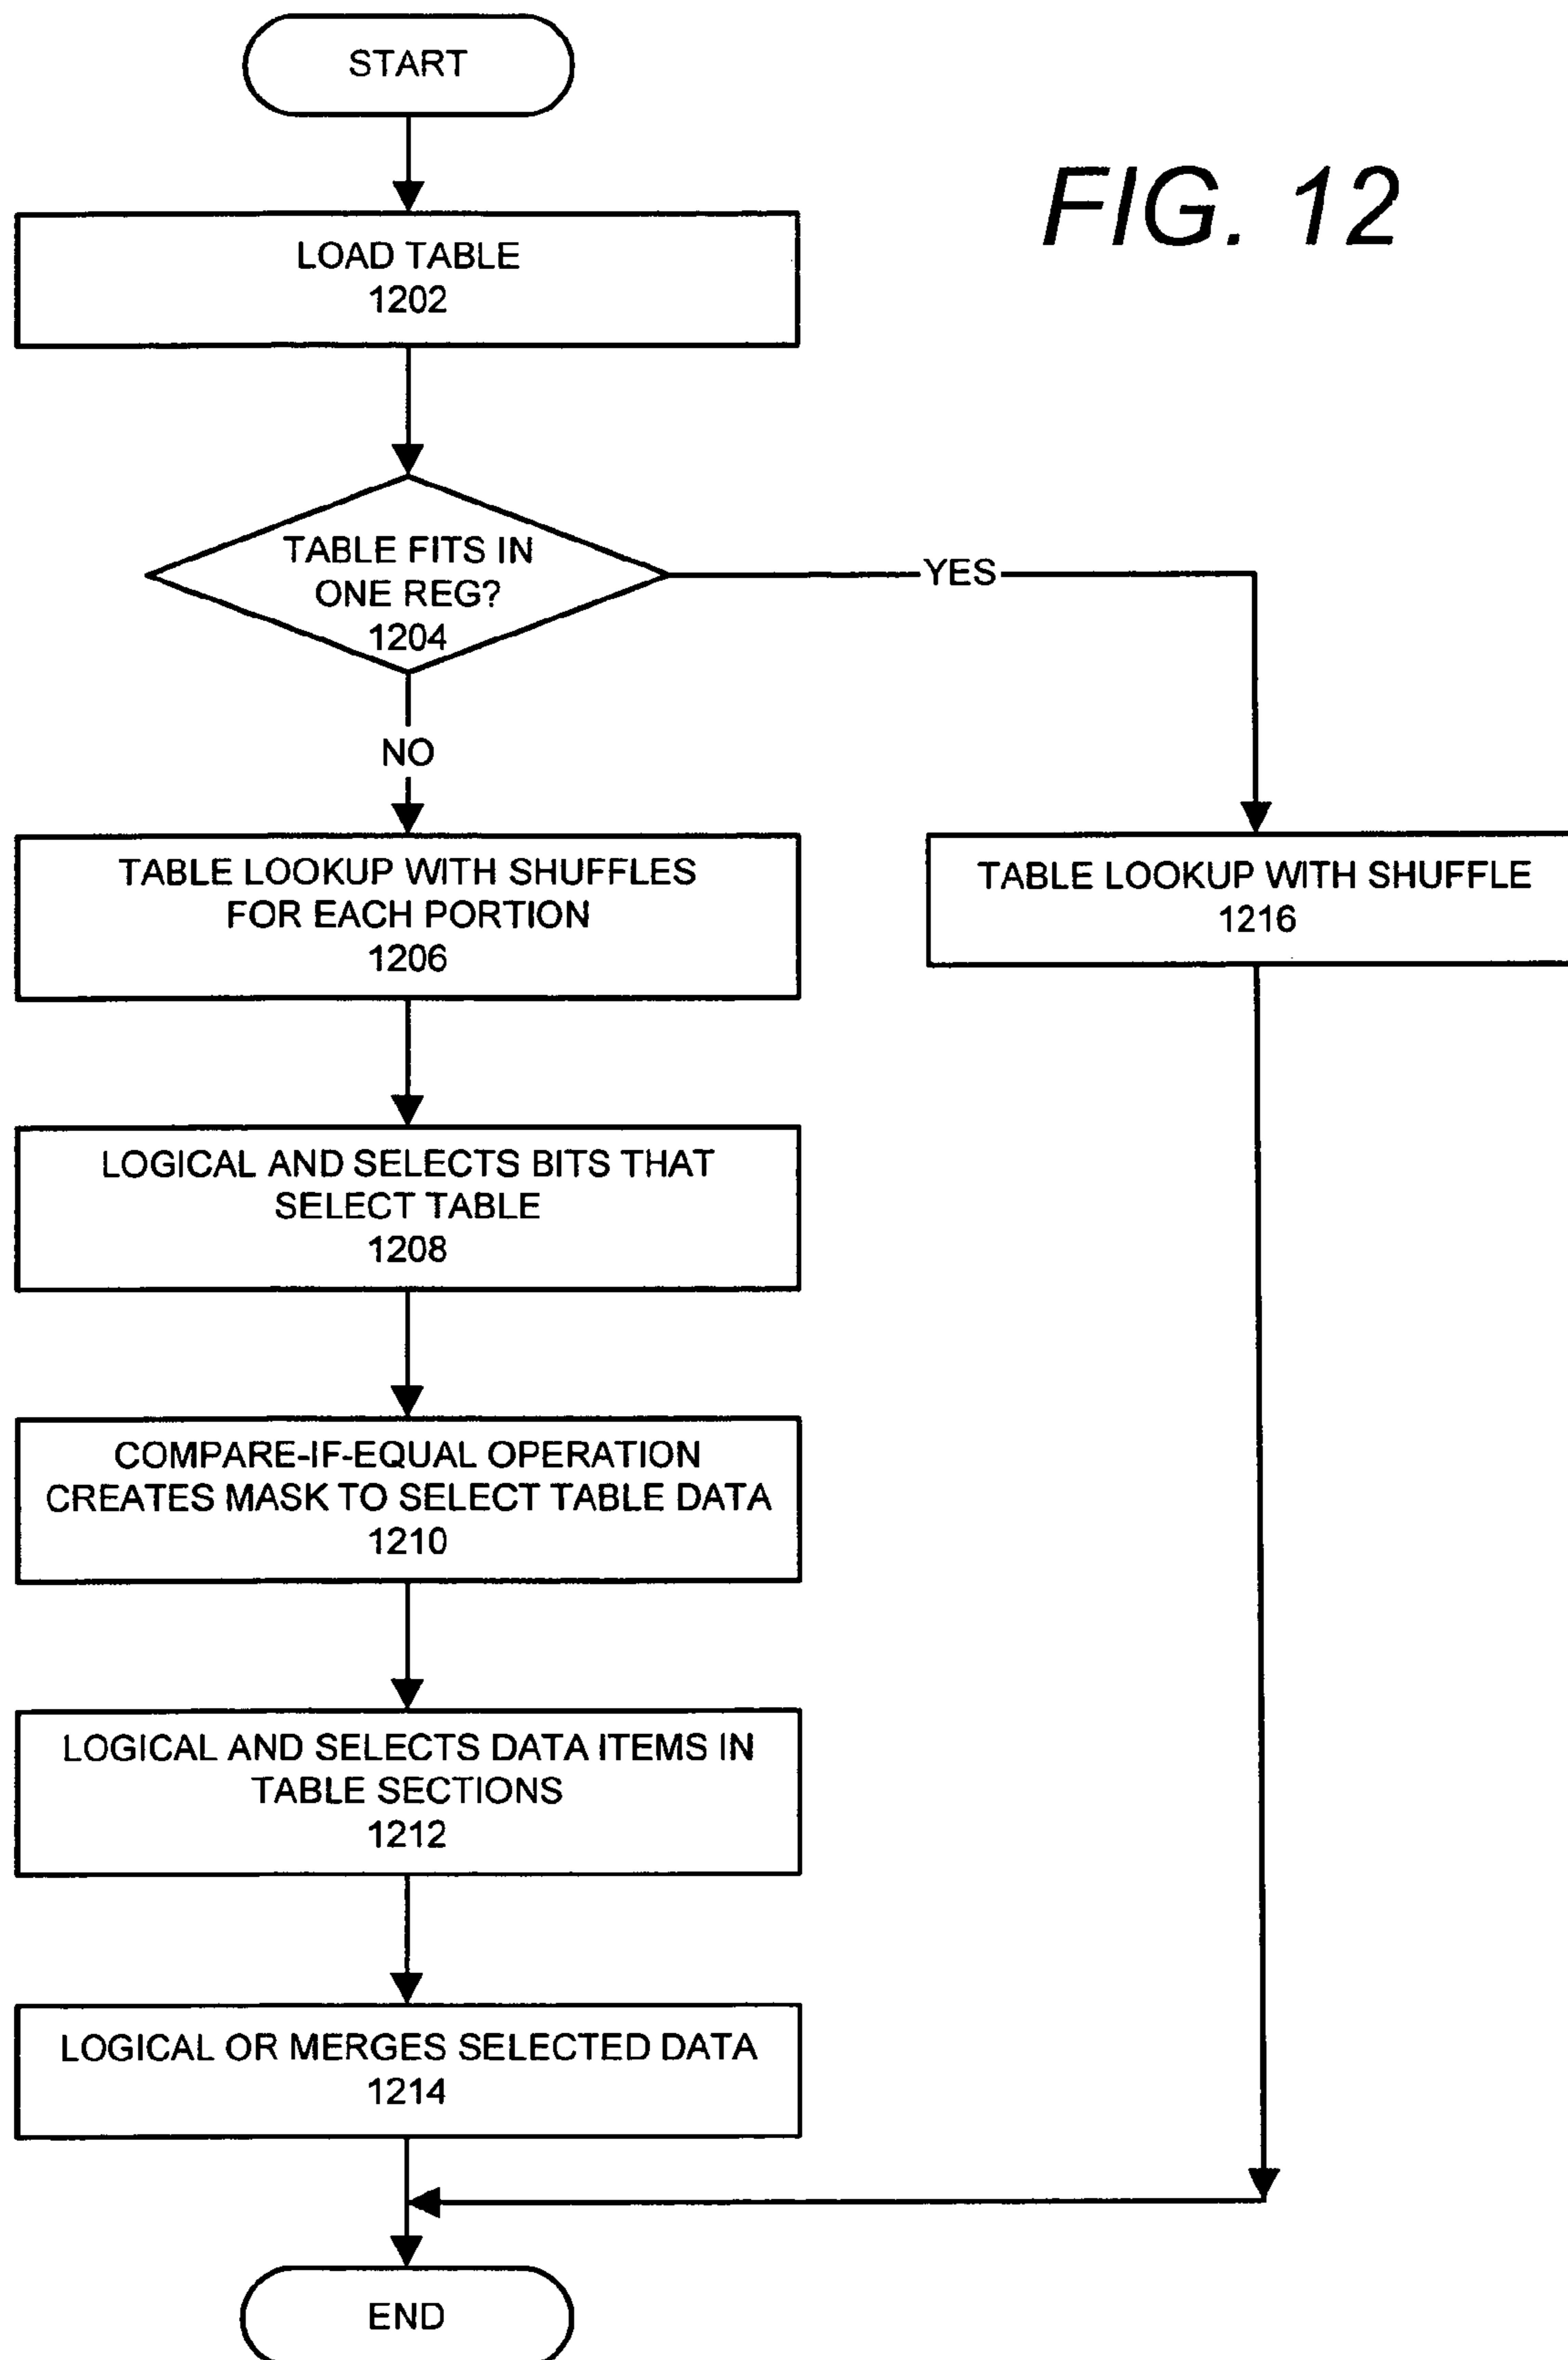 START
FIG. 12
LOAD TABLE
1202
TABLE FITS IN
ONE REG?
1204
YES
NO
TABLE LOOKUP WITH SHUFFLES
FOR EACH PORTION
1206
TABLE LOOKUP WITH SHUFFLE
1216
LOGICAL AND SELECTS BITS THAT
SELECT TABLE
1208
COMPARE-IF-EQUAL OPERATION
CREATES MASK TO SELECT TABLE DATA
1210
LOGICAL AND SELECTS DATA ITEMS IN
TABLE SECTIONS
1212
LOGICAL OR MERGES SELECTED DATA
1214
END